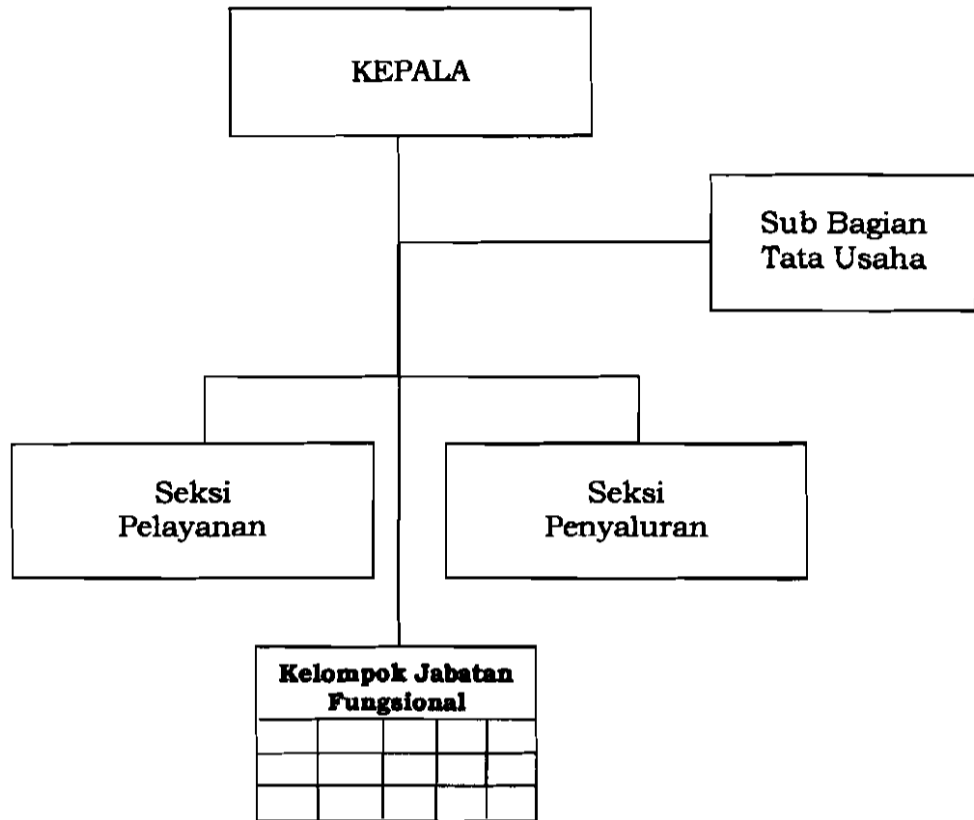 KEPALA
Sub Bagian
Tata Usaha
Seksi
Pelayanan
Seksi
Penyaluran
Kelompok Jabatan
Fungsional